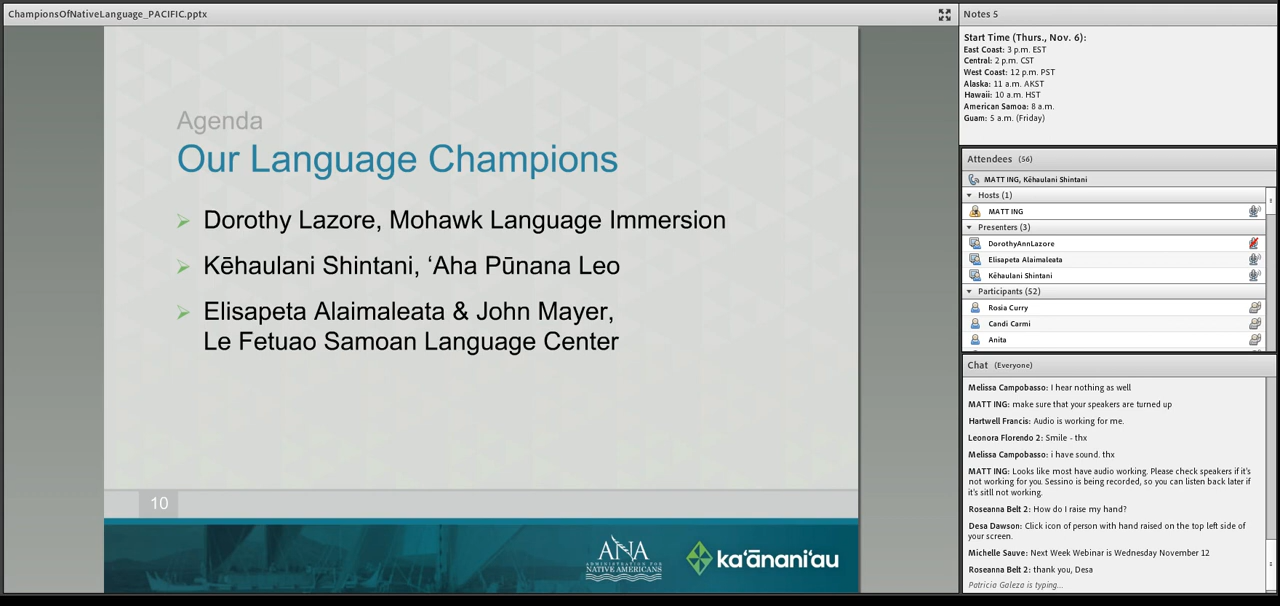 ChampionsOfNativeLanguage_PACIFIC.pptx
Agenda
Our Language Champions
Dorothy Lazore, Mohawk Language Immersion
Kēhaulani Shintani, ‘Aha Pūnana Leo
Elisapeta Alaimaleata & John Mayer,
Le Fetuao Samoan Language Center
10
ANA
ADMINISTRATION FOR
NATIVE AMERICANS
ka‘ānani‘au
Notes 5
Start Time (Thurs., Nov. 6):
East Coast: 3 p.m. EST
Central: 2 p.m. CST
West Coast: 12 p.m. PST
Alaska: 11 a.m. AKST
Hawaii: 10 a.m. HST
American Samoa: 8 a.m.
Guam: 5 a.m. (Friday)
Attendees (56)
MATT ING, Kēhaulani Shintani
Hosts (1)
MATT ING
Presenters (3)
DorothyAnnLazore
Elisapeta Alaimaleata
Kēhaulani Shintani
Participants (52)
Rosia Curry
Candi Carmi
Anita
Chat (Everyone)
Melissa Campobasso: I hear nothing as well
MATT ING: make sure that your speakers are turned up
Hartwell Francis: Audio is working for me.
Leonora Florendo 2: Smile - thx
Melissa Campobasso: i have sound. thx
MATT ING: Looks like most have audio working. Please check speakers if it's
not working for you. Sessino is being recorded, so you can listen back later if
it's sitll not working.
Roseanna Belt 2: How do I raise my hand?
Desa Dawson: Click icon of person with hand raised on the top left side of
your screen.
Michelle Sauve: Next Week Webinar is Wednesday November 12
Roseanna Belt 2: thank you, Desa
Patricia Galeza is typing...